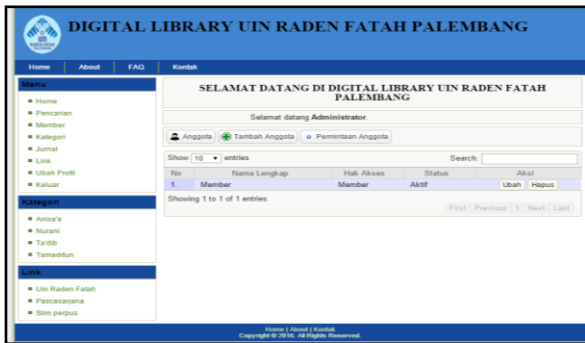 DIGITAL LIBRARY UIN RADEN FATAH PALEMBANG
Home About FAQ Kontak
Menu
Home
Pencarian
Member
Kategori
Jurnal
Link
Ubah Profil
Keluar
Kategori
Anisa'a
Nurani
Ta'dib
Tamaddun
Link
Uin Raden Fatah
Pascasarjana
Slim perpus
SELAMAT DATANG DI DIGITAL LIBRARY UIN RADEN FATAH
PALEMBANG
Selamat datang Administrator.
Anggota Tambah Anggota Permintaan Anggota
Show 10 entries Search:
No Nama Lengkap Hak Akses Status Aksi
1. Member Member Aktif Ubah Hapus
Showing 1 to 1 of 1 entries
First Previous 1 Next Last
Home | About | Kontak
Copyright © 2016. All Rights Reserved.